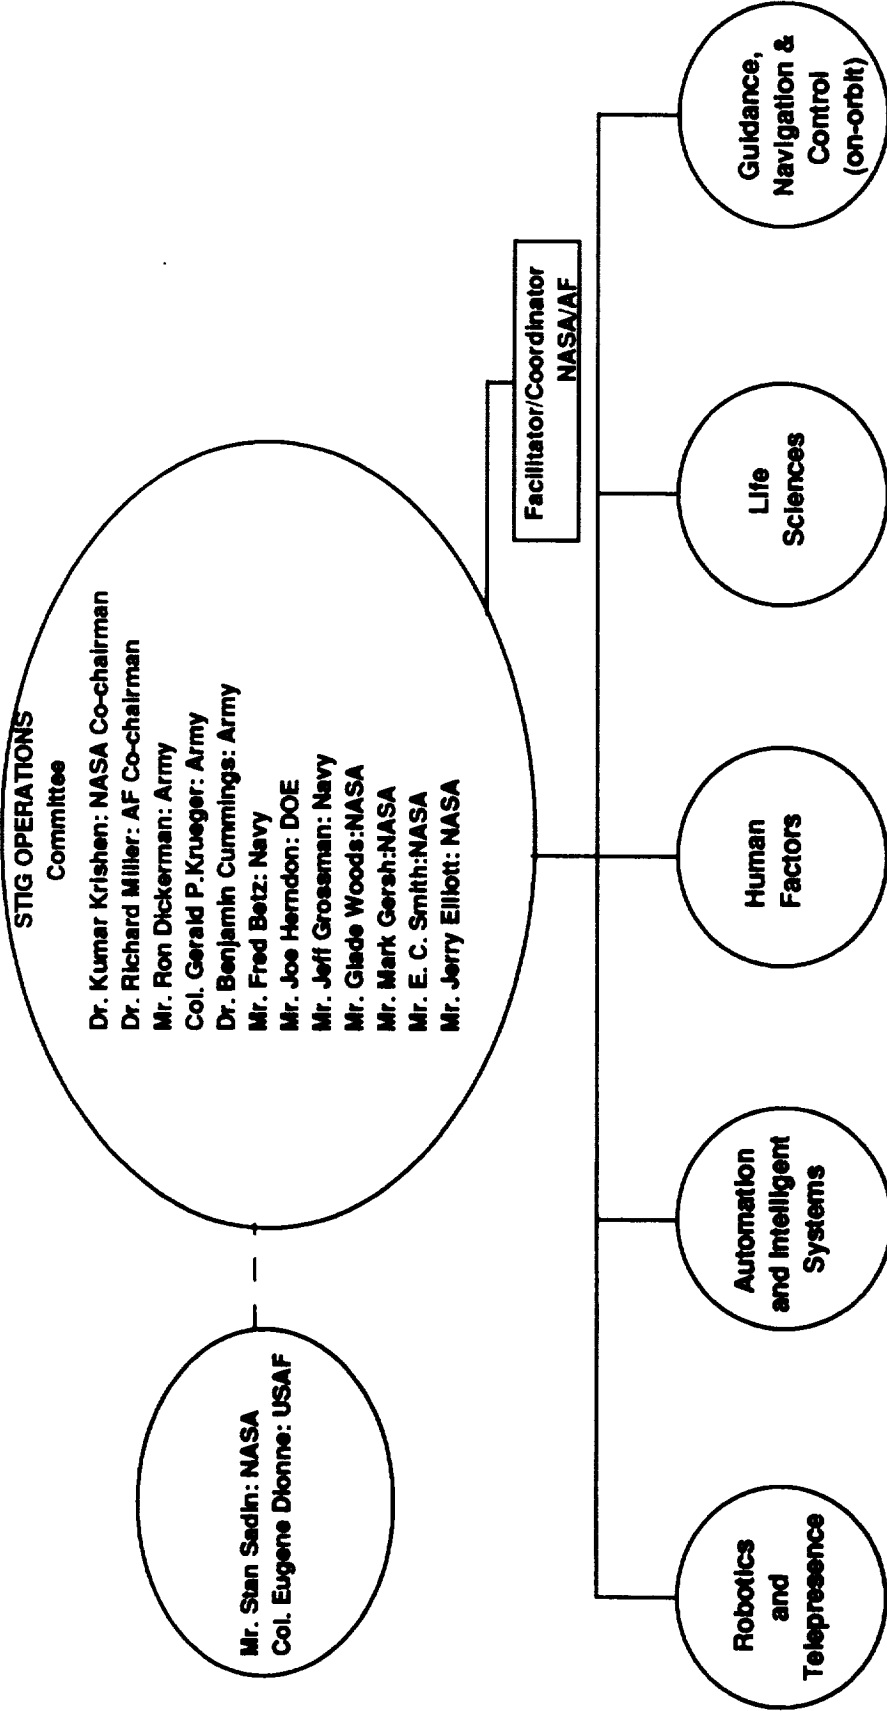 STIG OPERATIONS
Committee
Dr. Kumar Krishen: NASA Co-chairman
Dr. Richard Miller: AF Co-chairman
Mr. Ron Dickerman: Army
Col. Gerald P.Krueger: Army
Dr. Benjamin Cummings: Army
Mr. Fred Betz: Navy
Mr. Joe Herndon: DOE
Mr. Jeff Grossman: Navy
Mr. Glade Woods:NASA
Mr. Mark Gersh:NASA
Mr. E. C. Smith:NASA
Mr. Jerry Elliott: NASA
Mr. Stan Sadin: NASA
Col. Eugene Dionne: USAF
Facilitator/Coordinator
NASA/AF
Robotics
and
Telepresence
Automation
and Intelligent
Systems
Human
Factors
Life
Sciences
Guidance,
Navigation &
Control
(on-orbit)